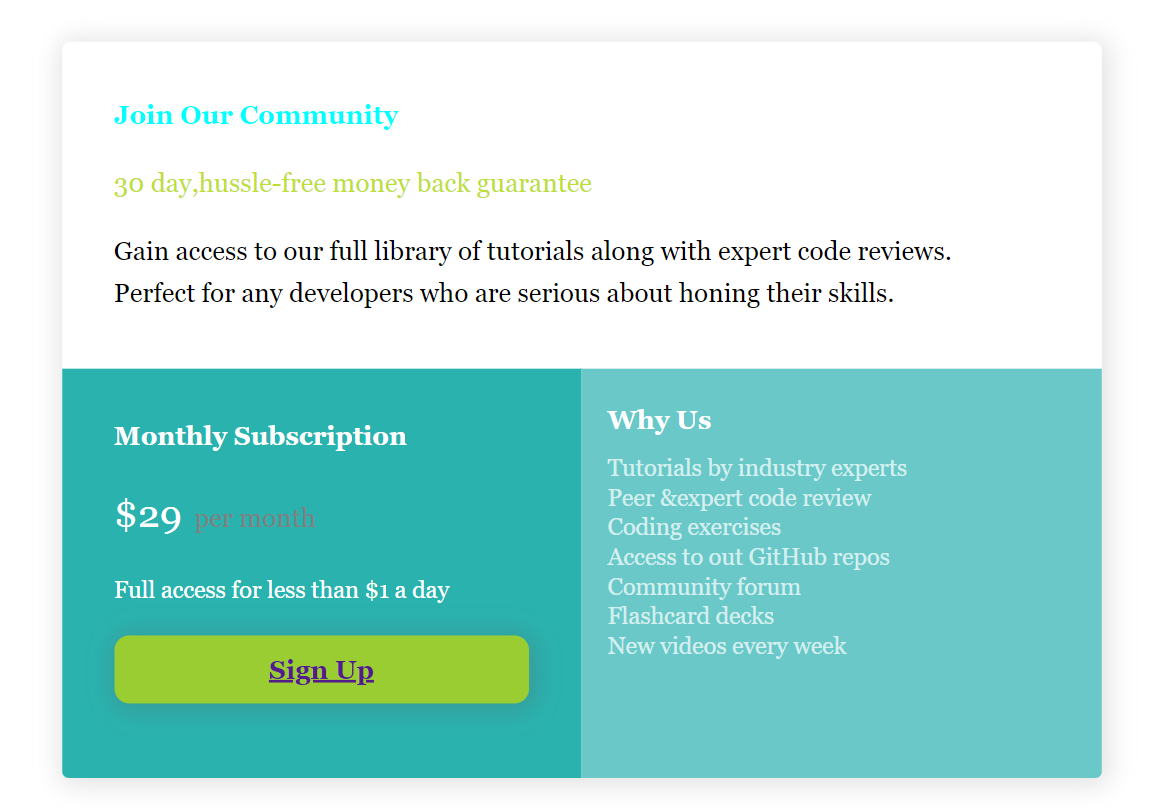 Join Our Community
30 day,hussle-free money back guarantee
Gain access to our full library of tutorials along with expert code reviews.
Perfect for any developers who are serious about honing their skills.
Monthly Subscription
$29 per month
Full access for less than $1 a day
Sign Up
Why Us
Tutorials by industry experts
Peer &expert code review
Coding exercises
Access to out GitHub repos
Community forum
Flashcard decks
New videos every week